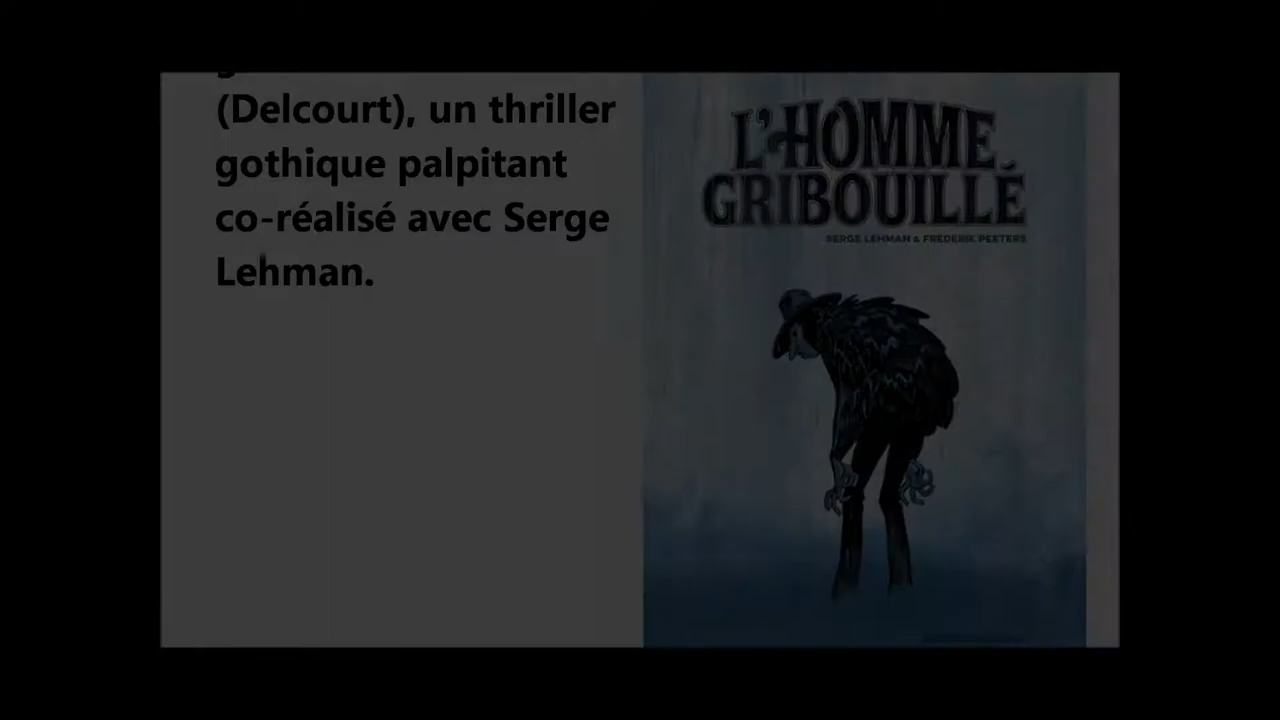 (Delcourt), un thriller
gothique palpitant
co-réalisé avec Serge
Lehman.
L'HOMME
GRIBOUILLÉ
SERGE LEHMAN & FREDERIK PEETERS